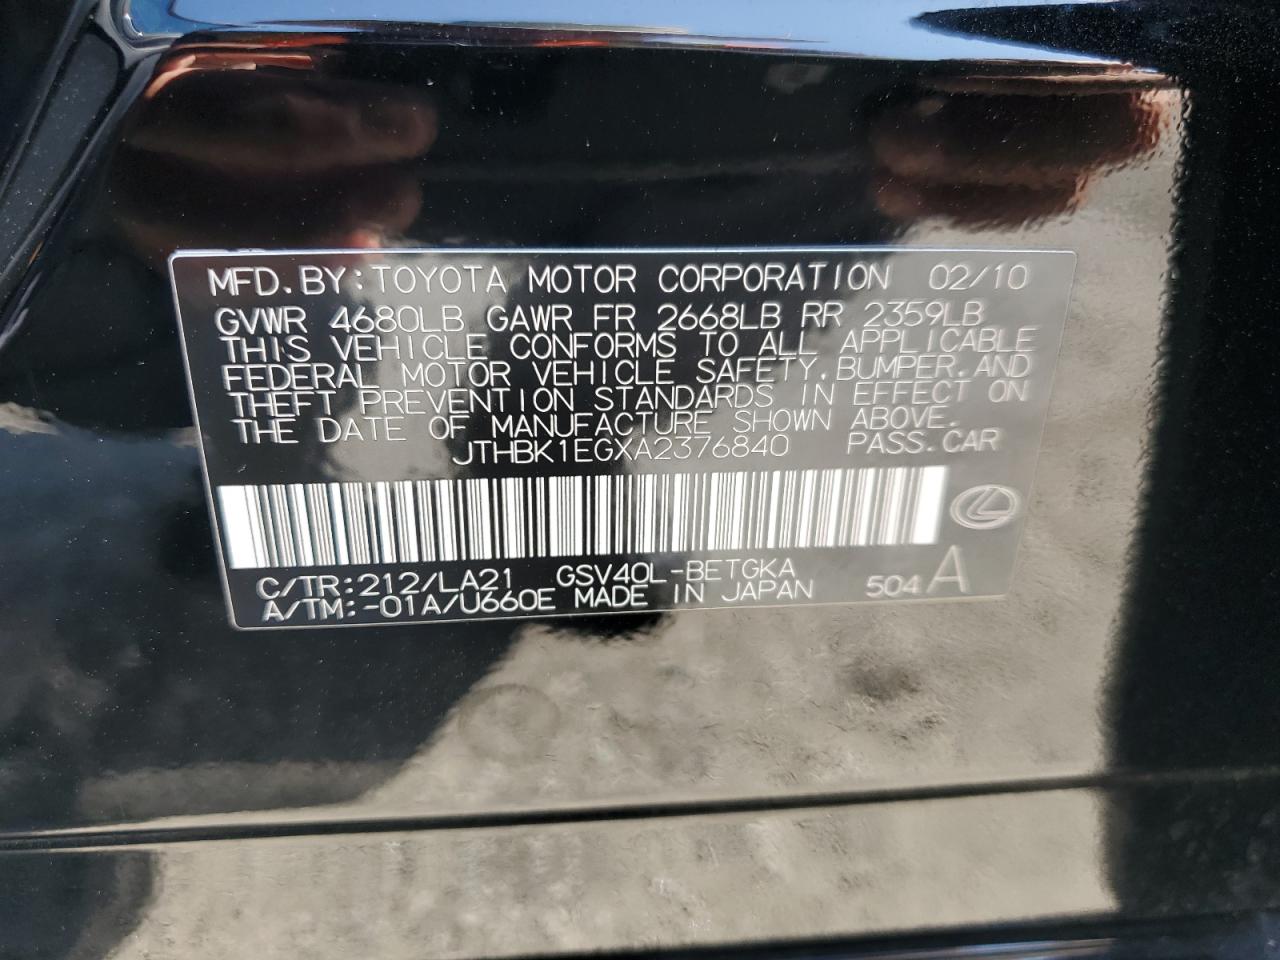 MFD. BY: TOYOTA MOTOR CORPORATION 02/10
GVWR 4680LB GAWR FR 2668LB RR 2359LB
THIS VEHICLE CONFORMS TO ALL APPLICABLE
FEDERAL MOTOR VEHICLE SAFETY, BUMPER, AND
THEFT PREVENTION STANDARDS IN EFFECT ON
THE DATE OF MANUFACTURE SHOWN ABOVE.
JTHBK1EGXA2376840 PASS. CAR
C/TR: 212/LA21 GSV40L-BETGKA
A/TM: -01A/U660E MADE IN JAPAN 504 A